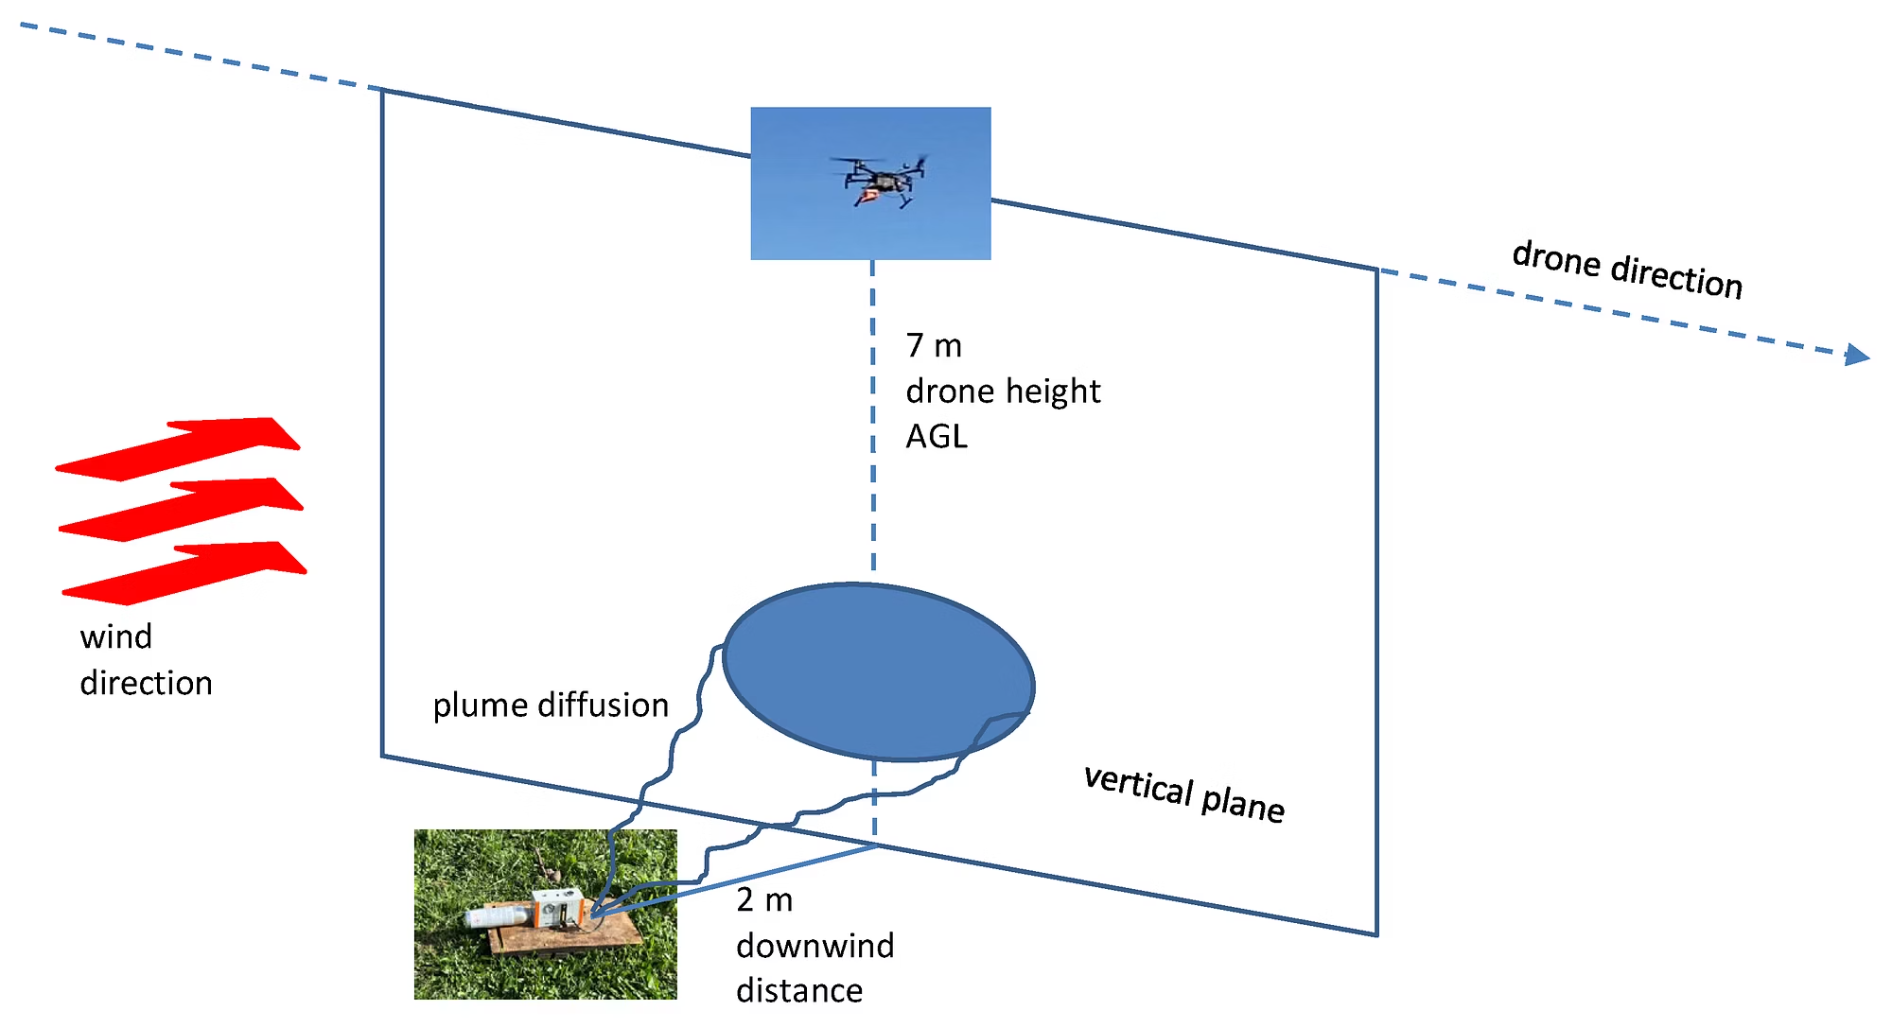 drone direction
7 m
drone height
AGL
wind
direction
plume diffusion
vertical plane
2 m
downwind
distance